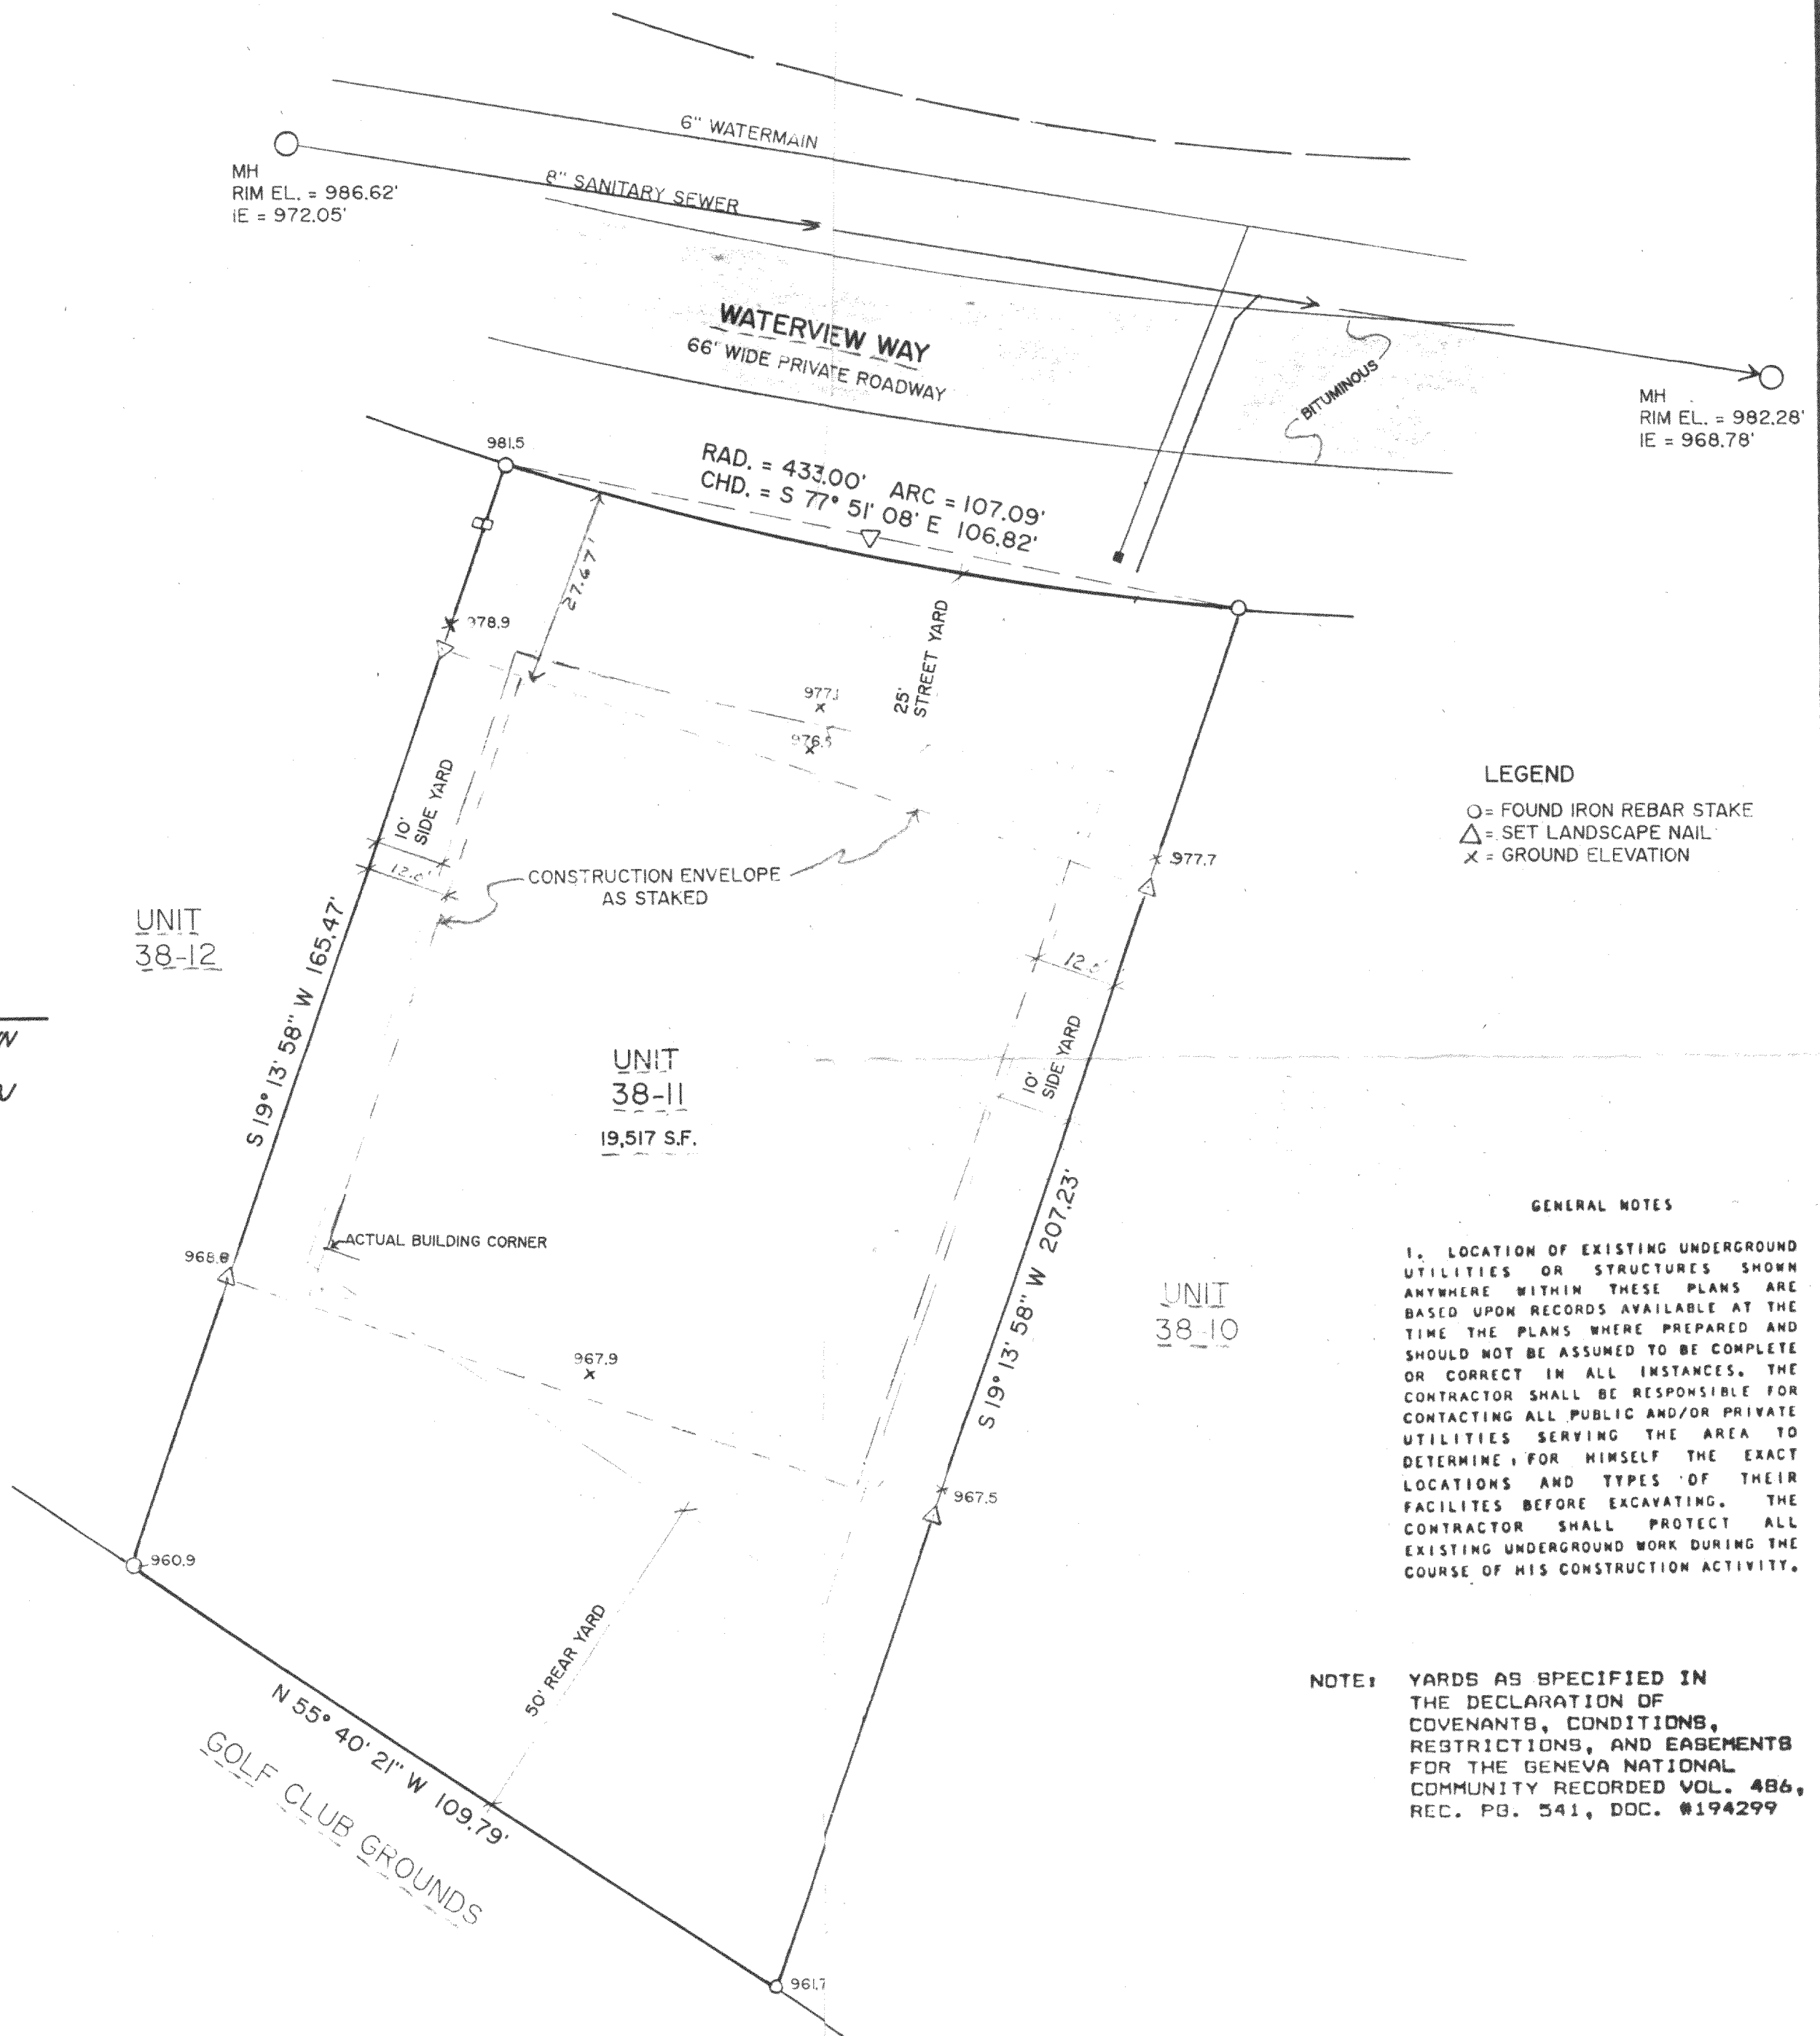 6" WATERMAIN
8" SANITARY SEWER
MH
RIM EL. = 986.62'
IE = 972.05'
WATERVIEW WAY
66' WIDE PRIVATE ROADWAY
BITUMINOUS
MH
RIM EL. = 982.28'
IE = 968.78'
981.5
RAD. = 433.00' ARC = 107.09'
CHD. = S 77° 51' 08' E 106.82'
27.67'
978.9
977.1
976.5
25'
STREET YARD
LEGEND
O = FOUND IRON REBAR STAKE
△ = SET LANDSCAPE NAIL
X = GROUND ELEVATION
10'
SIDE YARD
977.7
CONSTRUCTION ENVELOPE
AS STAKED
UNIT
38-12
S 19° 13' 58" W 165.47'
10'
SIDE YARD
UNIT
38-11
19,517 S.F.
S 19° 13' 58" W 207.23'
ACTUAL BUILDING CORNER
968.8
UNIT
38-10
967.9
967.5
960.9
50' REAR YARD
N 55° 40' 21" W 109.79'
GOLF CLUB GROUNDS
961.7
GENERAL NOTES
1. LOCATION OF EXISTING UNDERGROUND
UTILITIES OR STRUCTURES SHOWN
ANYWHERE WITHIN THESE PLANS ARE
BASED UPON RECORDS AVAILABLE AT THE
TIME THE PLANS WHERE PREPARED AND
SHOULD NOT BE ASSUMED TO BE COMPLETE
OR CORRECT IN ALL INSTANCES. THE
CONTRACTOR SHALL BE RESPONSIBLE FOR
CONTACTING ALL PUBLIC AND/OR PRIVATE
UTILITIES SERVING THE AREA TO
DETERMINE, FOR HIMSELF THE EXACT
LOCATIONS AND TYPES OF THEIR
FACILITES BEFORE EXCAVATING. THE
CONTRACTOR SHALL PROTECT ALL
EXISTING UNDERGROUND WORK DURING THE
COURSE OF HIS CONSTRUCTION ACTIVITY.
NOTE: YARDS AS SPECIFIED IN
THE DECLARATION OF
COVENANTS, CONDITIONS,
RESTRICTIONS, AND EASEMENTS
FOR THE GENEVA NATIONAL
COMMUNITY RECORDED VOL. 486,
REC. PG. 541, DOC. #194299